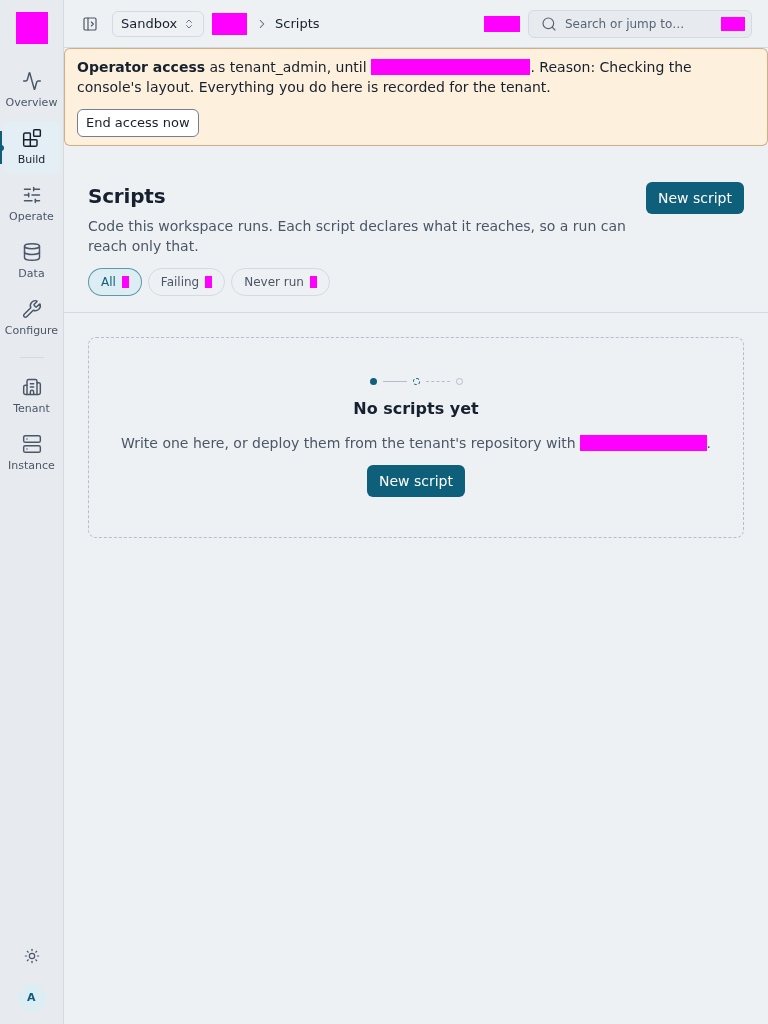 Sandbox
Scripts
Search or jump to…
Overview
Build
Operate
Data
Configure
Tenant
Instance
A
Operator access as tenant_admin, until . Reason: Checking the
console's layout. Everything you do here is recorded for the tenant.
End access now
Scripts
New script
Code this workspace runs. Each script declares what it reaches, so a run can
reach only that.
All
Failing
Never run
No scripts yet
Write one here, or deploy them from the tenant's repository with .
New script